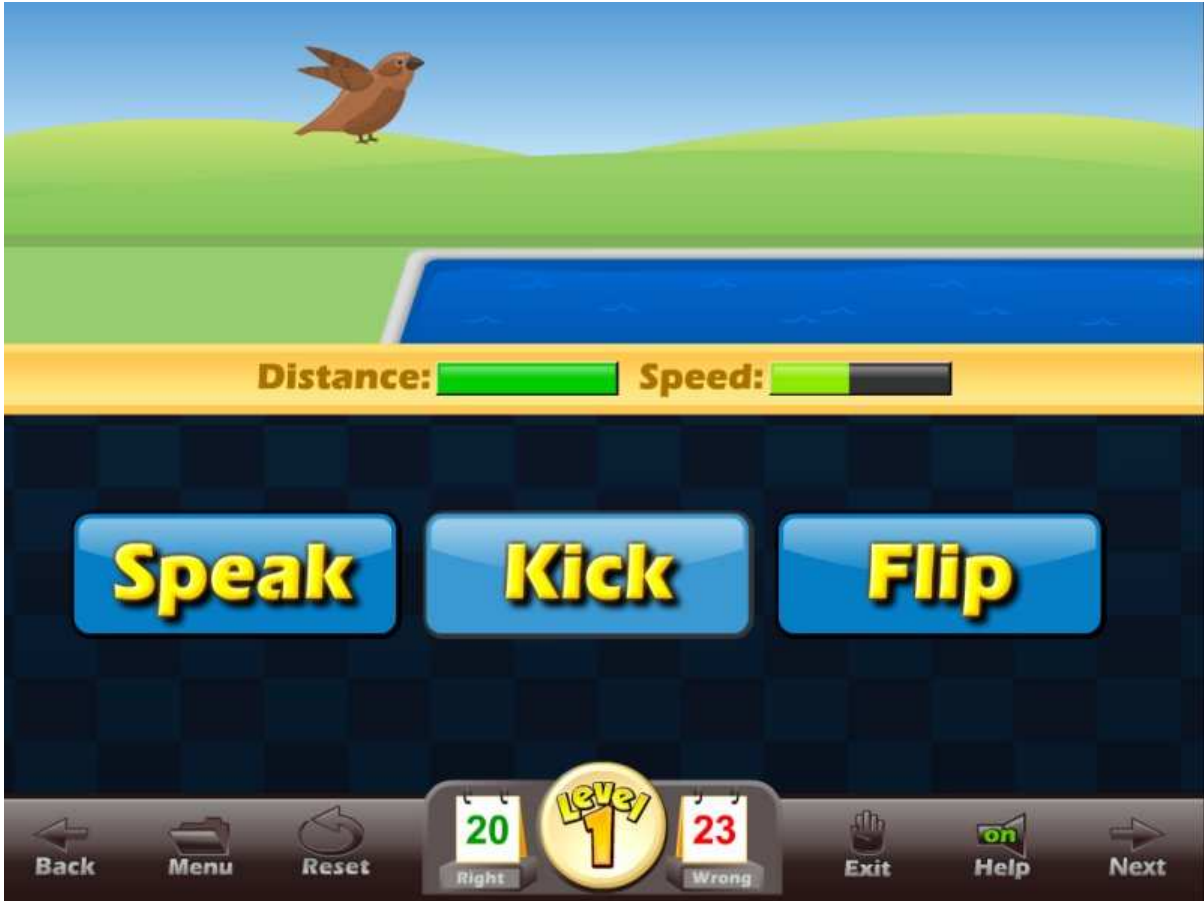 Distance: Speed:
Speak Kick Flip
Back Menu Reset 20 Right Level 1 23 Wrong Exit on Help Next